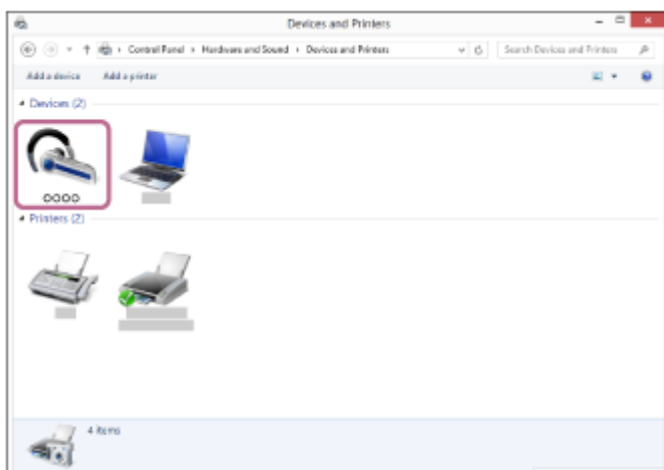 Devices and Printers
Control Panel › Hardware and Sound › Devices and Printers
Search Devices and Printers
Add a device Add a printer
Devices (2)
oooo
Printers (2)
4 items